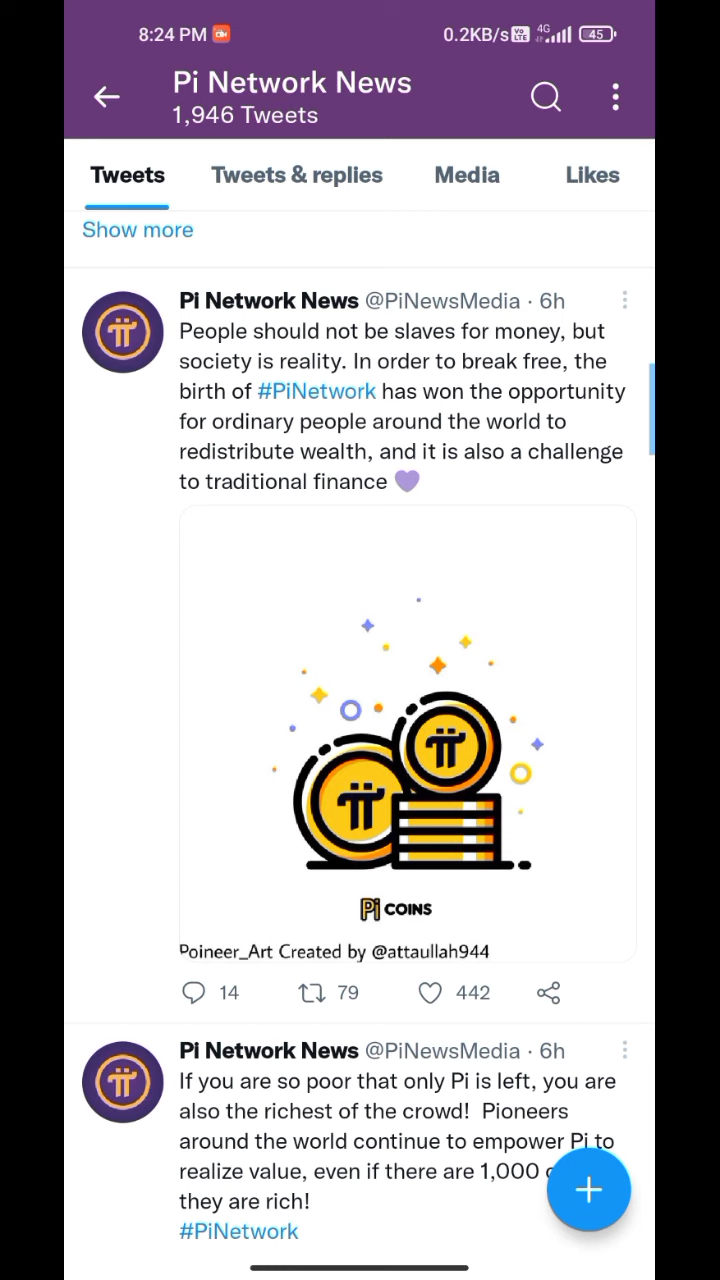 8:24 PM 0.2KB/s Vo LTE 4G 45
Pi Network News
1,946 Tweets
Tweets Tweets & replies Media Likes
Show more
Pi Network News @PiNewsMedia · 6h
People should not be slaves for money, but
society is reality. In order to break free, the
birth of #PiNetwork has won the opportunity
for ordinary people around the world to
redistribute wealth, and it is also a challenge
to traditional finance 💜
Pi COINS
Poineer_Art Created by @attaullah944
14 79 442
Pi Network News @PiNewsMedia · 6h
If you are so poor that only Pi is left, you are
also the richest of the crowd! Pioneers
around the world continue to empower Pi to
realize value, even if there are 1,000
they are rich!
#PiNetwork